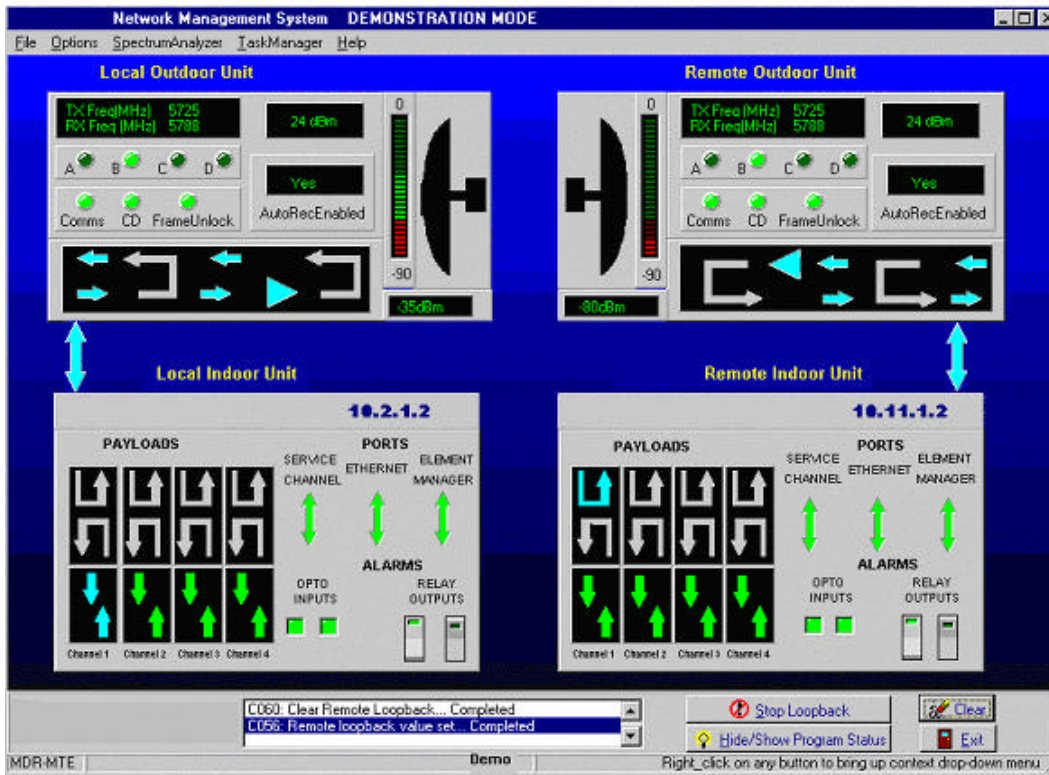 Network Management System DEMONSTRATION MODE
File Options SpectrumAnalyzer TaskManager Help
Local Outdoor Unit
TX Freq(MHz) 5725
RX Freq (MHz) 5788
24 dBm
0
A B C D
Yes
AutoRecEnabled
Comms CD FrameUnlock
-90
-35dBm
Remote Outdoor Unit
0
TX Freq(MHz) 5725
RX Freq (MHz) 5788
24 dBm
A B C D
Yes
AutoRecEnabled
Comms CD FrameUnlock
-90
-80dBm
Local Indoor Unit
10.2.1.2
PAYLOADS
PORTS
SERVICE CHANNEL
ETHERNET
ELEMENT MANAGER
ALARMS
OPTO INPUTS
RELAY OUTPUTS
Channel 1 Channel 2 Channel 3 Channel 4
Remote Indoor Unit
10.11.1.2
PAYLOADS
PORTS
SERVICE CHANNEL
ETHERNET
ELEMENT MANAGER
ALARMS
OPTO INPUTS
RELAY OUTPUTS
Channel 1 Channel 2 Channel 3 Channel 4
C060: Clear Remote Loopback... Completed
C056: Remote loopback value set... Completed
Stop Loopback
Clear
Hide/Show Program Status
Exit
MDR-MTE
Demo
Right_click on any button to bring up context drop-down menu